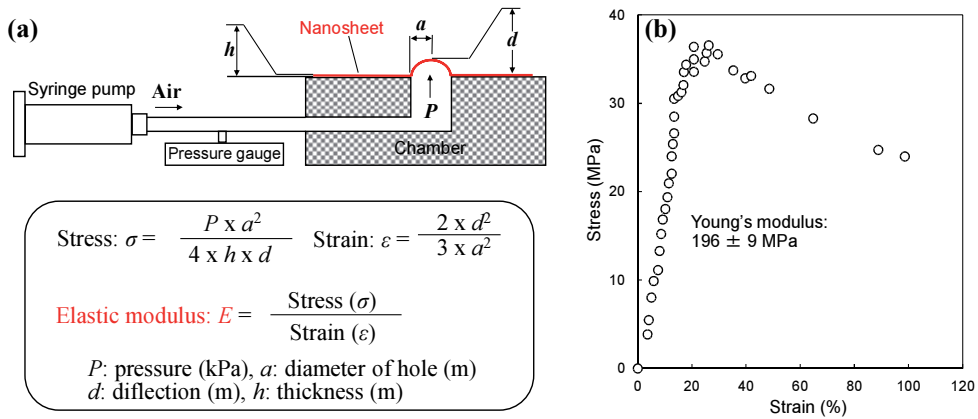 (a)
Nanosheet
a
h
d
Syringe pump
Air
P
Pressure gauge
Chamber
Stress: σ = P x a² / 4 x h x d Strain: ε = 2 x d² / 3 x a²
Elastic modulus: E = Stress (σ) / Strain (ε)
P: pressure (kPa), a: diameter of hole (m)
d: diflection (m), h: thickness (m)
(b)
40
30
20
10
0
Stress (MPa)
Young's modulus:
196 ± 9 MPa
0 20 40 60 80 100 120
Strain (%)